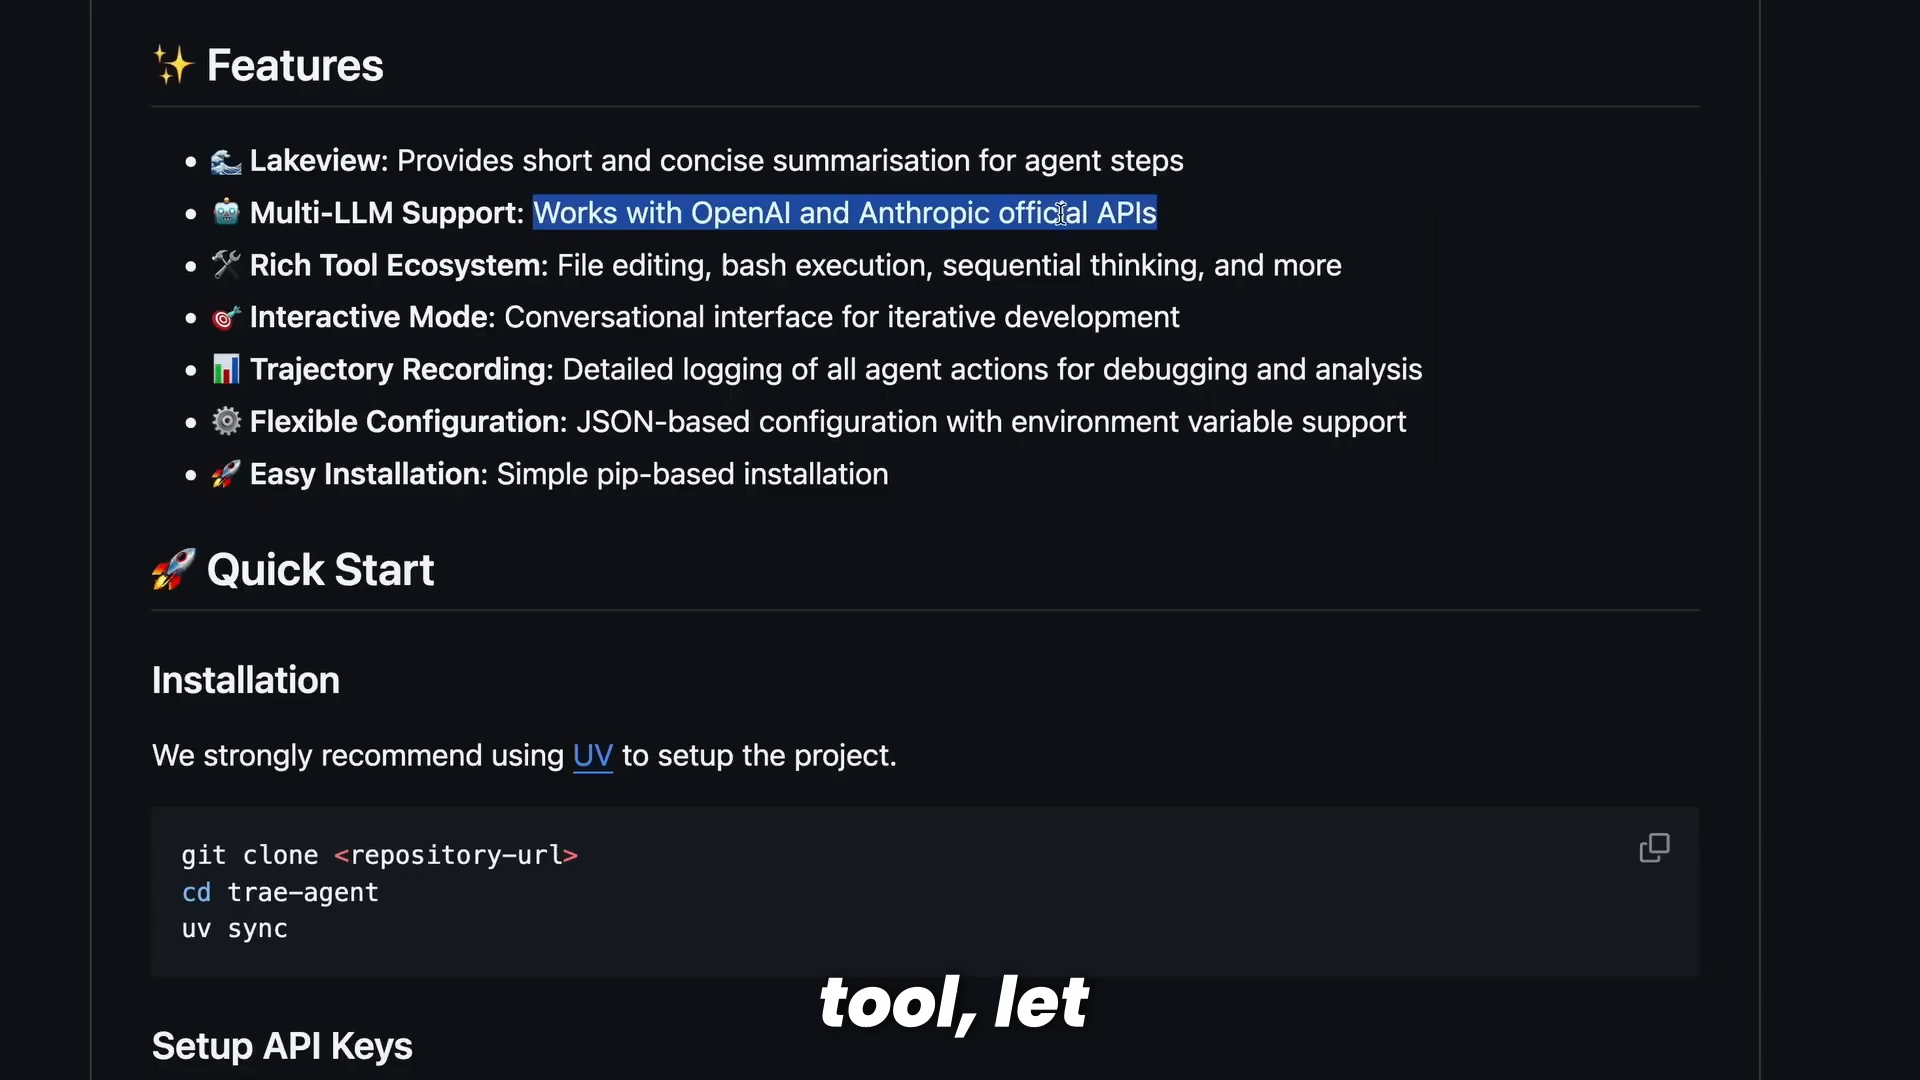 ✨ Features
• 🌊 Lakeview: Provides short and concise summarisation for agent steps
• 🤖 Multi-LLM Support: Works with OpenAI and Anthropic official APIs
• 🛠️ Rich Tool Ecosystem: File editing, bash execution, sequential thinking, and more
• 🎯 Interactive Mode: Conversational interface for iterative development
• 📊 Trajectory Recording: Detailed logging of all agent actions for debugging and analysis
• ⚙️ Flexible Configuration: JSON-based configuration with environment variable support
• 🚀 Easy Installation: Simple pip-based installation
🚀 Quick Start
Installation
We strongly recommend using UV to setup the project.
git clone <repository-url>
cd trae-agent
uv sync
tool, let
Setup API Keys